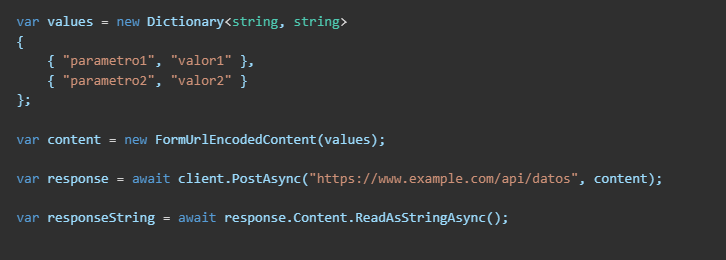 var values = new Dictionary<string, string>
{
    { "parametro1", "valor1" },
    { "parametro2", "valor2" }
};
var content = new FormUrlEncodedContent(values);
var response = await client.PostAsync("https://www.example.com/api/datos", content);
var responseString = await response.Content.ReadAsStringAsync();